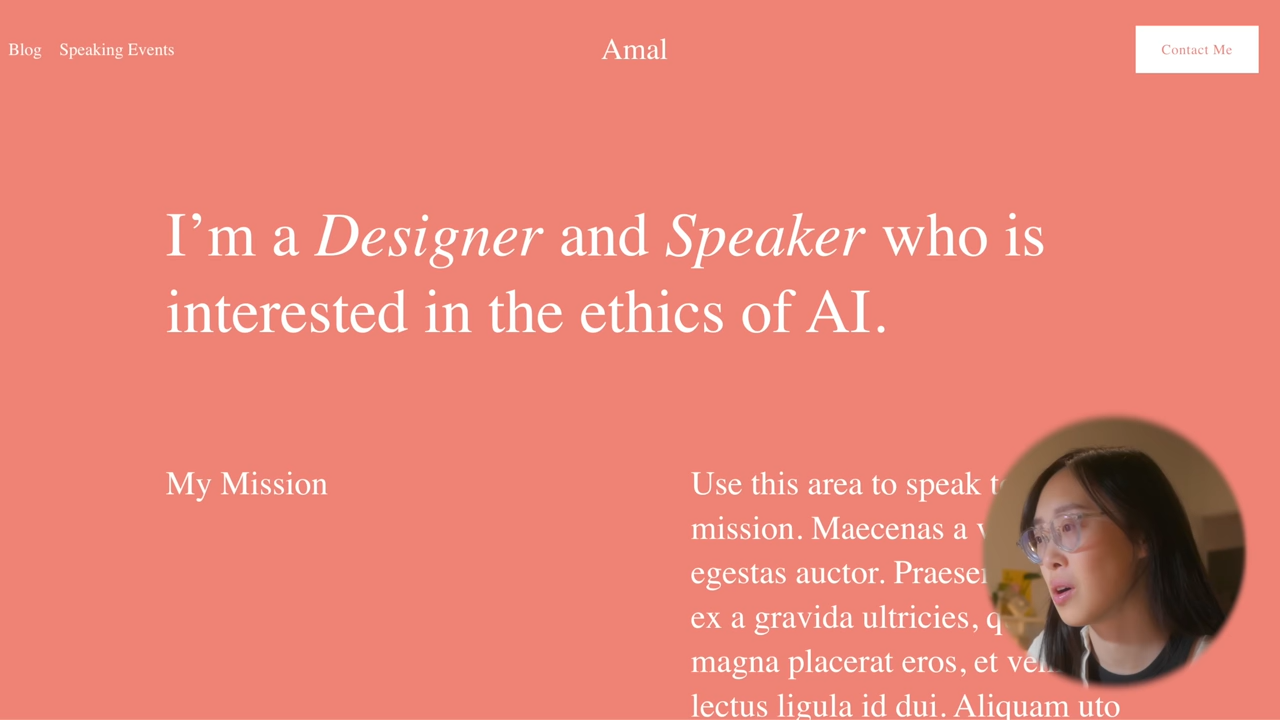 Blog Speaking Events Amal Contact Me
I’m a Designer and Speaker who is
interested in the ethics of AI.
My Mission
Use this area to speak
mission. Maecenas a
egestas auctor.
ex a gravida ultricies,
magna placerat eros, et
lectus ligula id dui. Aliquam uto